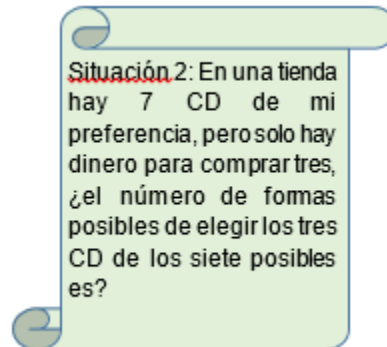 Situación 2: En una tienda
hay 7 CD de mi
preferencia, pero solo hay
dinero para comprar tres,
¿el número de formas
posibles de elegir los tres
CD de los siete posibles
es?